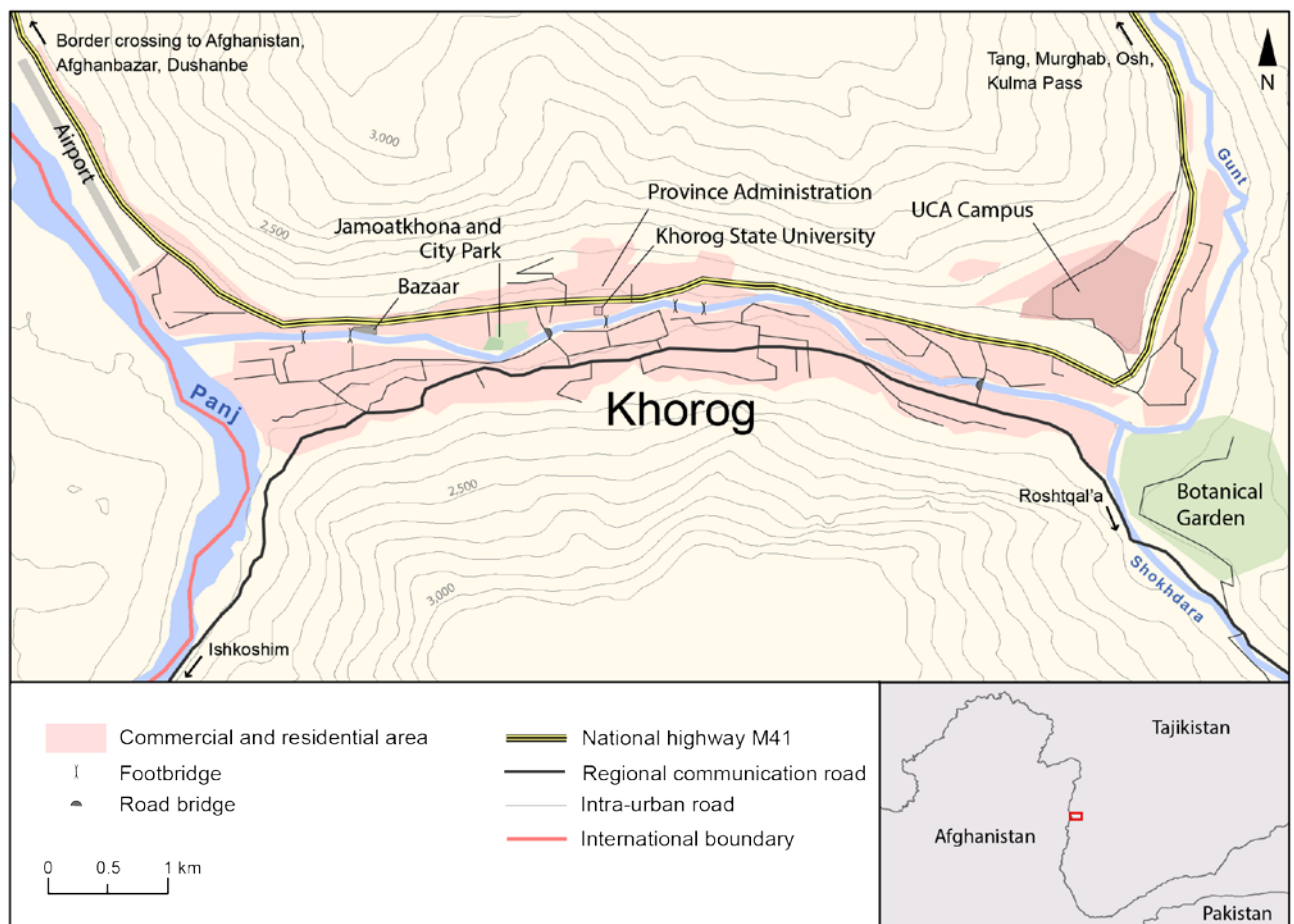 Border crossing to Afghanistan,
Afghanbazar, Dushanbe
Tang, Murghab, Osh,
Kulma Pass
N
Airport
3,000
Gunt
Province Administration
UCA Campus
Jamoatkhona and
City Park
Khorog State University
2,500
Bazaar
Panj
Khorog
2,500
Roshtqal'a
Botanical
Garden
3,000
Shokhdara
Ishkoshim
Commercial and residential area
Footbridge
Road bridge
0 0.5 1 km
National highway M41
Regional communication road
Intra-urban road
International boundary
Tajikistan
Afghanistan
Pakistan